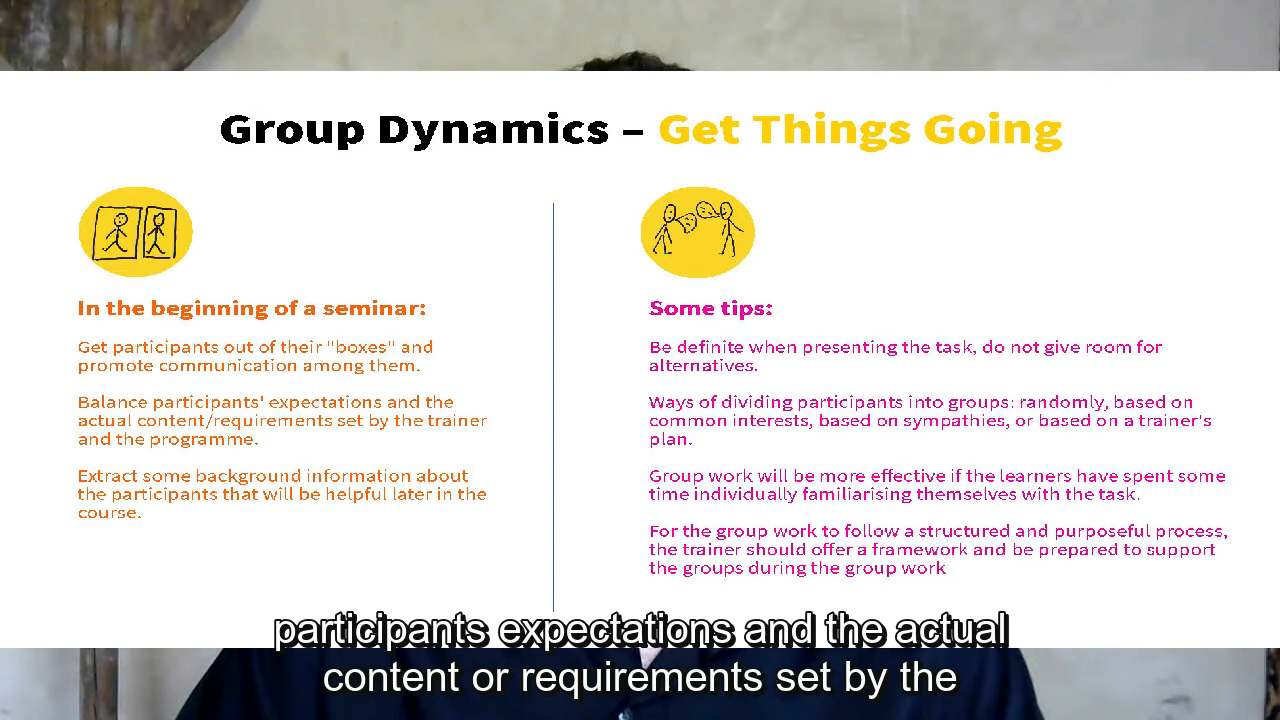 Group Dynamics – Get Things Going
In the beginning of a seminar:
Get participants out of their "boxes" and
promote communication among them.
Balance participants' expectations and the
actual content/requirements set by the trainer
and the programme.
Extract some background information about
the participants that will be helpful later in the
course.
Some tips:
Be definite when presenting the task, do not give room for
alternatives.
Ways of dividing participants into groups: randomly, based on
common interests, based on sympathies, or based on a trainer's
plan.
Group work will be more effective if the learners have spent some
time individually familiarising themselves with the task.
For the group work to follow a structured and purposeful process,
the trainer should offer a framework and be prepared to support
the groups during the group work
participants expectations and the actual
content or requirements set by the